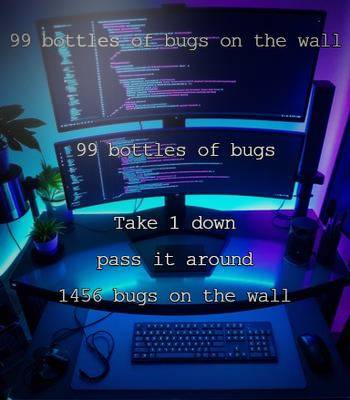 99 bottles of bugs on the wall
99 bottles of bugs
Take 1 down
pass it around
1456 bugs on the wall